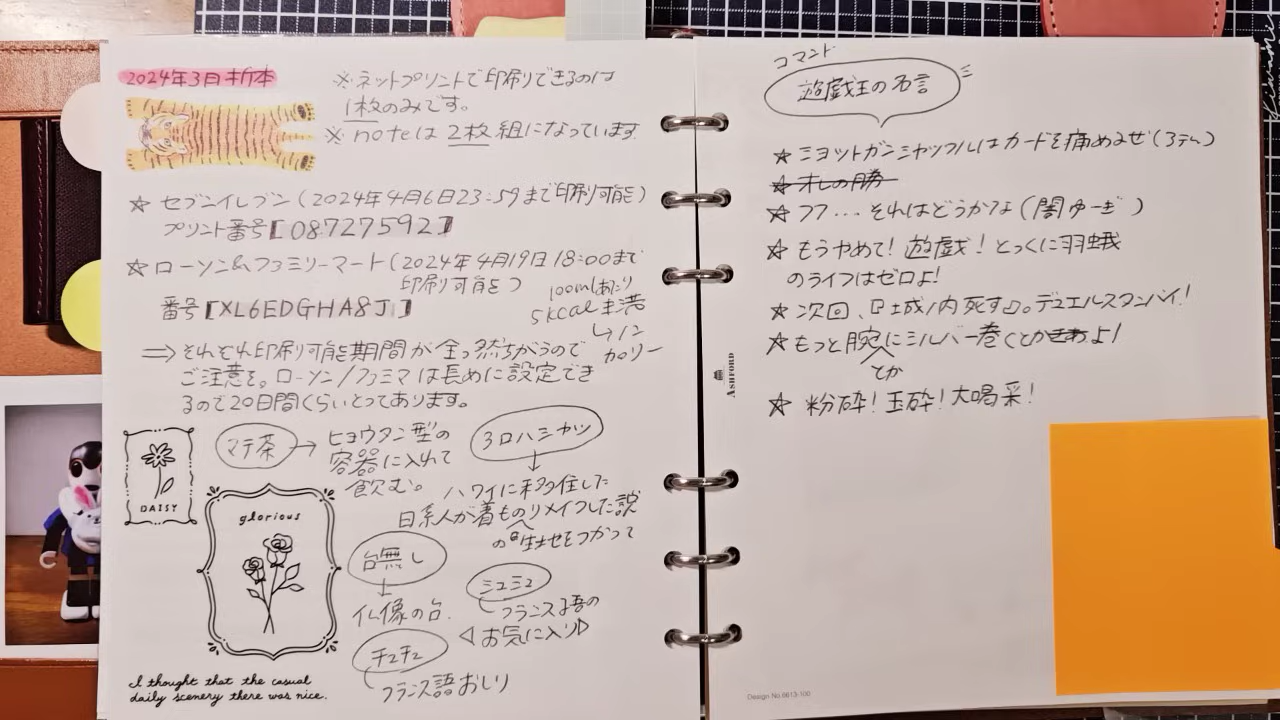 2024年3月折本
※ネットプリントで印刷できるのは
1枚のみです。
※noteは2枚組になっています
☆ セブンイレブン(2024年4月6日23:59まで印刷可能)
プリント番号[08727592]
☆ ローソン&ファミリーマート(2024年4月19日18:00まで
印刷可能)
番号[XL6EDGHA8J]
100mlあたり
5kcal未満
↳ノン
カロリー
⇒それぞれ印刷可能期間が全然ちがうので
ご注意を。ローソン/ファミマは長めに設定でき
るので20日間くらいとってあります。
マテ茶→ヒョウタン型の
容器に入れて
飲む。
アロハシャツ
↓
ハワイに移住した
日系人が着ものリメイクした説
の生地をつかって
DAISY
glorious
台無し
↓
仏像の台.
ミュミュ
フランス語の
お気に入り
チュチュ
フランス語おしり
I thought that the casual
daily scenery there was nice.
コマンド
遊戯王の名言
☆ ショットガンシャッフルはカードを痛めるぜ(ステム)
☆ オレの勝
☆ フフ…それはどうかな(闇ゆーぎ)
☆ もうやめて!遊戯!とっくに羽蛾
のライフはゼロよ!
☆ 次回、『城ノ内死す』。デュエルスタンバイ!
☆ もっと腕にシルバー巻くとかさあよ!
とか
☆ 粉砕!玉砕!大喝采!
ASHFORD
Design No.6613-100